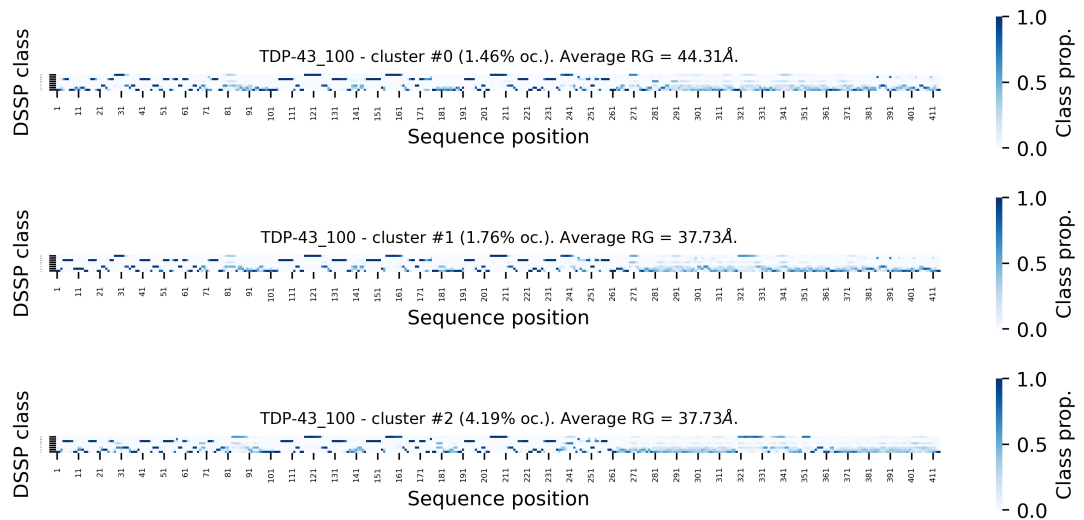 TDP-43_100 - cluster #0 (1.46% oc.). Average RG = 44.31Å.
DSSP class
1 11 21 31 41 51 61 71 81 91 101 111 121 131 141 151 161 171 181 191 201 211 221 231 241 251 261 271 281 291 301 311 321 331 341 351 361 371 381 391 401 411
Sequence position
1.0
0.5
0.0
Class prop.
TDP-43_100 - cluster #1 (1.76% oc.). Average RG = 37.73Å.
DSSP class
1 11 21 31 41 51 61 71 81 91 101 111 121 131 141 151 161 171 181 191 201 211 221 231 241 251 261 271 281 291 301 311 321 331 341 351 361 371 381 391 401 411
Sequence position
1.0
0.5
0.0
Class prop.
TDP-43_100 - cluster #2 (4.19% oc.). Average RG = 37.73Å.
DSSP class
1 11 21 31 41 51 61 71 81 91 101 111 121 131 141 151 161 171 181 191 201 211 221 231 241 251 261 271 281 291 301 311 321 331 341 351 361 371 381 391 401 411
Sequence position
1.0
0.5
0.0
Class prop.